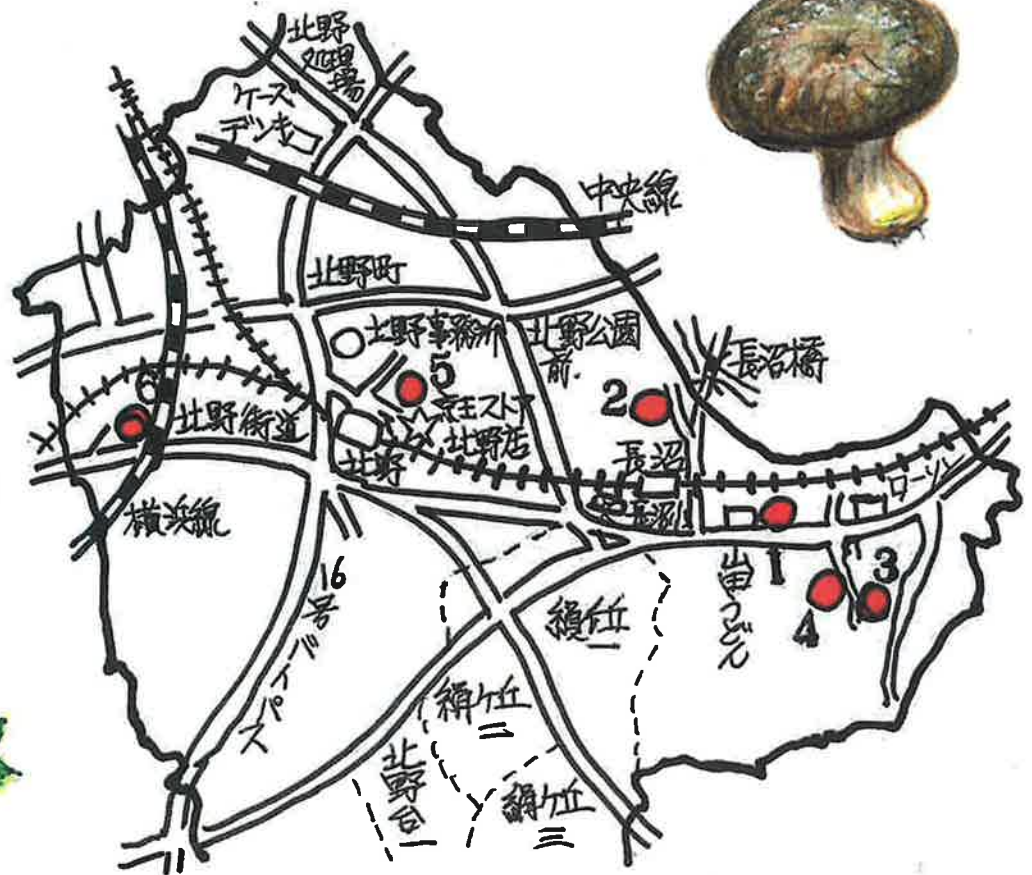 北野
処理
場
ケーズ
デンキ
中央線
北野町
北野事務所
北野公園
前.
長沼橋
5
2
6
京王ストア
北野店
北野街道
北野
長沼
長沼
ローソン
横浜線
1
山田うどん
3
4
16号バイパス
絹ケ丘
一
絹ケ丘
二
北野台
一
絹ケ丘
三